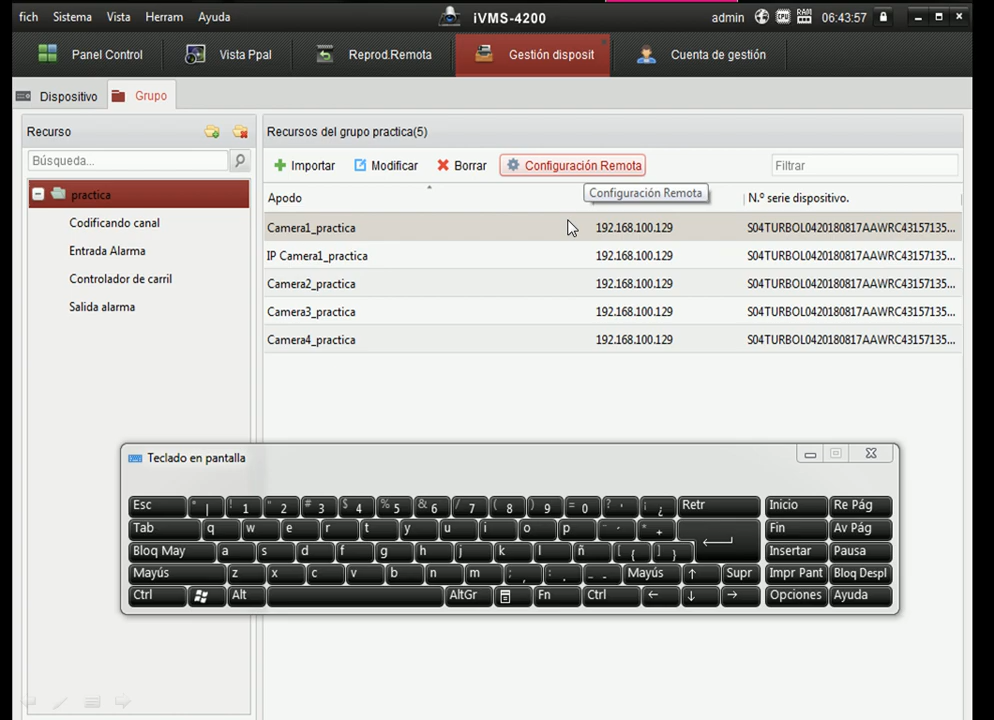 fich Sistema Vista Herram Ayuda iVMS-4200 admin CPU RAM 06:43:57
Panel Control Vista Ppal Reprod.Remota Gestión disposit Cuenta de gestión
Dispositivo Grupo
Recurso
Búsqueda...
practica
Codificando canal
Entrada Alarma
Controlador de carril
Salida alarma
Recursos del grupo practica(5)
Importar Modificar Borrar Configuración Remota Filtrar
Configuración Remota
Apodo N.º serie dispositivo.
Camera1_practica 192.168.100.129 S04TURBOL0420180817AAWRC43157135...
IP Camera1_practica 192.168.100.129 S04TURBOL0420180817AAWRC43157135...
Camera2_practica 192.168.100.129 S04TURBOL0420180817AAWRC43157135...
Camera3_practica 192.168.100.129 S04TURBOL0420180817AAWRC43157135...
Camera4_practica 192.168.100.129 S04TURBOL0420180817AAWRC43157135...
Teclado en pantalla
Esc ° | ! 1 " 2 # 3 $ 4 % 5 & 6 / 7 ( 8 ) 9 = 0 ? ' ¡ ¿ Retr Inicio Re Pág
Tab q w e r t y u i o p ¨ ´ * + Fin Av Pág
Bloq May a s d f g h j k l ñ [ { ] } Insertar Pausa
Mayús z x c v b n m ; , : . _ - Mayús ↑ Supr Impr Pant Bloq Despl
Ctrl Alt AltGr Fn Ctrl ← ↓ → Opciones Ayuda